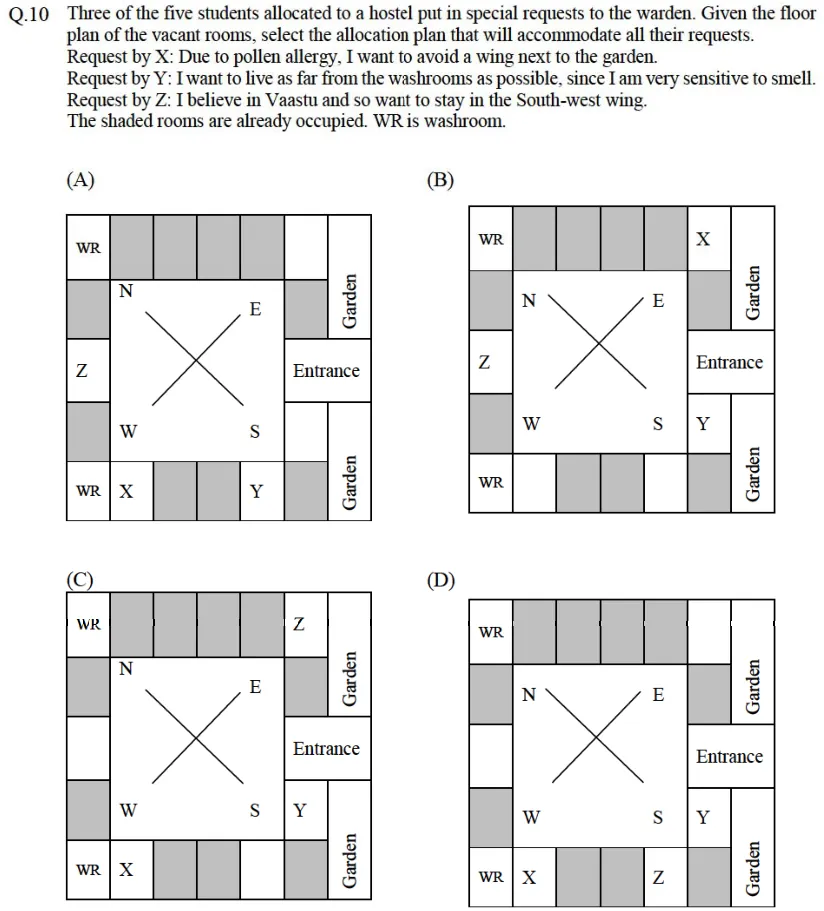 Q.10 Three of the five students allocated to a hostel put in special requests to the warden. Given the floor
plan of the vacant rooms, select the allocation plan that will accommodate all their requests.
Request by X: Due to pollen allergy, I want to avoid a wing next to the garden.
Request by Y: I want to live as far from the washrooms as possible, since I am very sensitive to smell.
Request by Z: I believe in Vaastu and so want to stay in the South-west wing.
The shaded rooms are already occupied. WR is washroom.
(A)
WR
Garden
N
E
Z
Entrance
W
S
WR
X
Y
Garden
(B)
WR
X
Garden
N
E
Z
Entrance
W
S
Y
WR
Garden
(C)
WR
Z
Garden
N
E
Entrance
W
S
Y
WR
X
Garden
(D)
WR
Garden
N
E
Entrance
W
S
Y
WR
X
Z
Garden